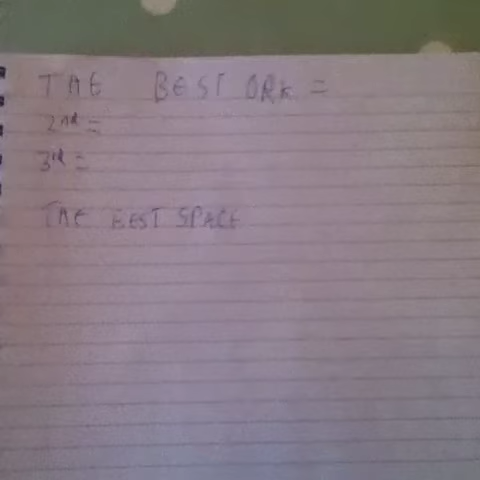 THE BEST ORK =
2nd =
3rd =
THE BEST SPACE